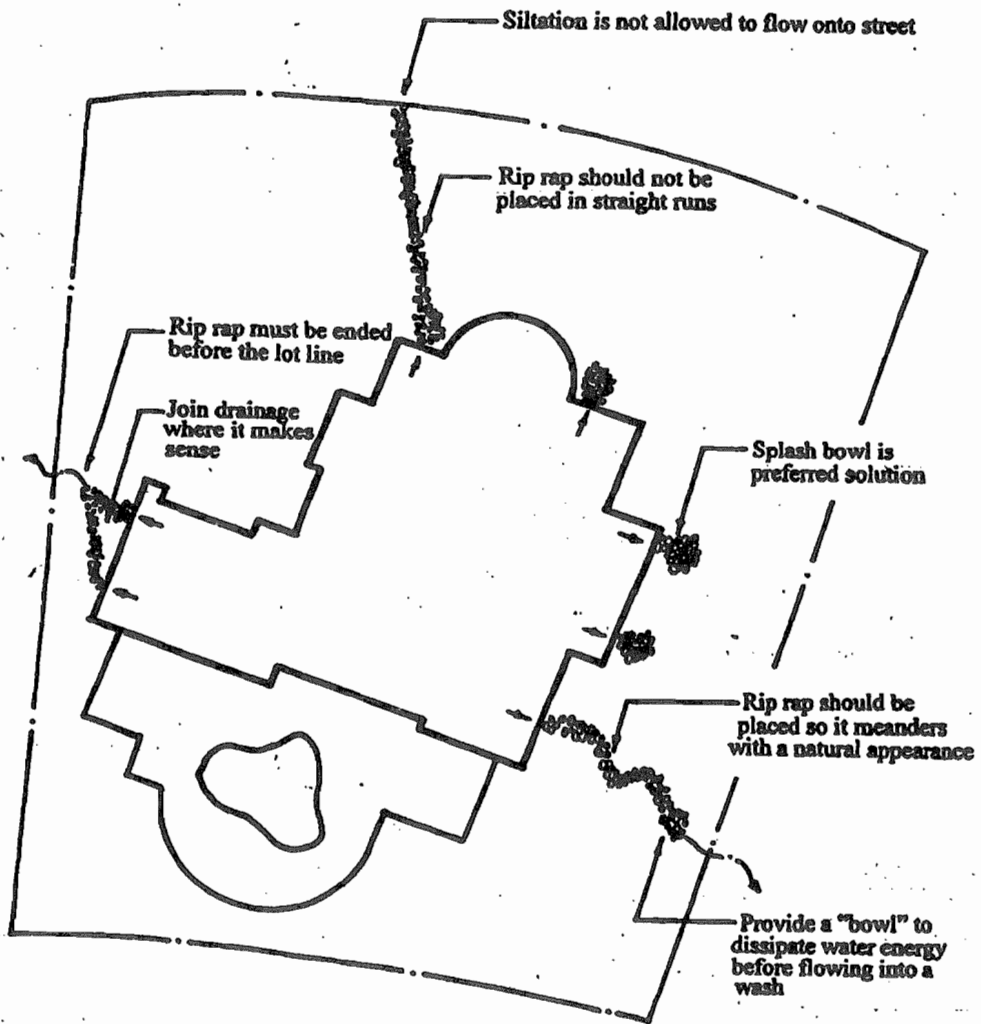 Siltation is not allowed to flow onto street
Rip rap should not be
placed in straight runs
Rip rap must be ended
before the lot line
Join drainage
where it makes
sense
Splash bowl is
preferred solution
Rip rap should be
placed so it meanders
with a natural appearance
Provide a "bowl" to
dissipate water energy
before flowing into a
wash